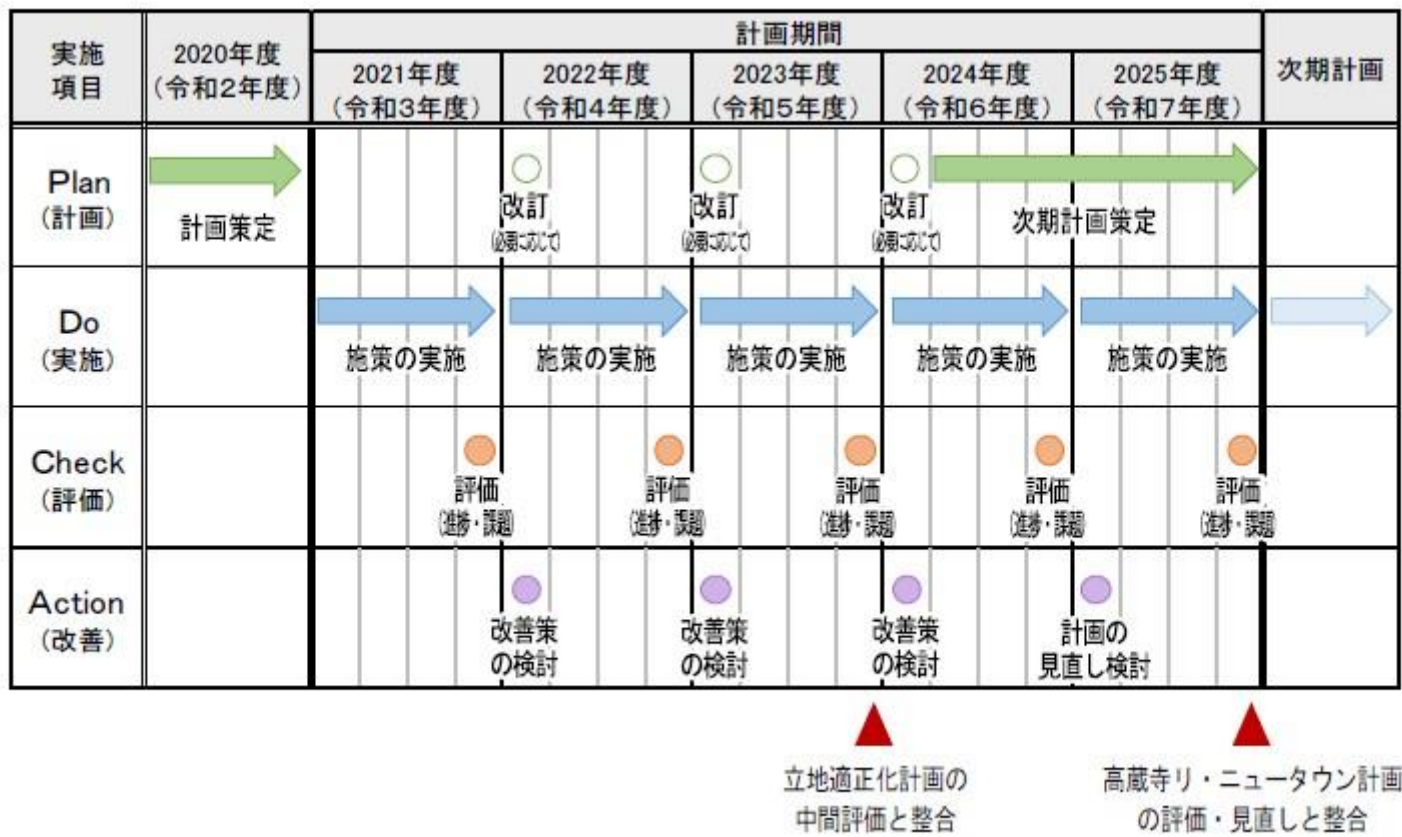 実施
項目
2020年度
(令和2年度)
計画期間
2021年度
(令和3年度)
2022年度
(令和4年度)
2023年度
(令和5年度)
2024年度
(令和6年度)
2025年度
(令和7年度)
次期計画
Plan
(計画)
計画策定
改訂
(必要に応じて)
改訂
(必要に応じて)
改訂
(必要に応じて)
次期計画策定
Do
(実施)
施策の実施
施策の実施
施策の実施
施策の実施
施策の実施
Check
(評価)
評価
(進捗・課題)
評価
(進捗・課題)
評価
(進捗・課題)
評価
(進捗・課題)
評価
(進捗・課題)
Action
(改善)
改善策
の検討
改善策
の検討
改善策
の検討
計画の
見直し検討
立地適正化計画の
中間評価と整合
高蔵寺リ・ニュータウン計画
の評価・見直しと整合